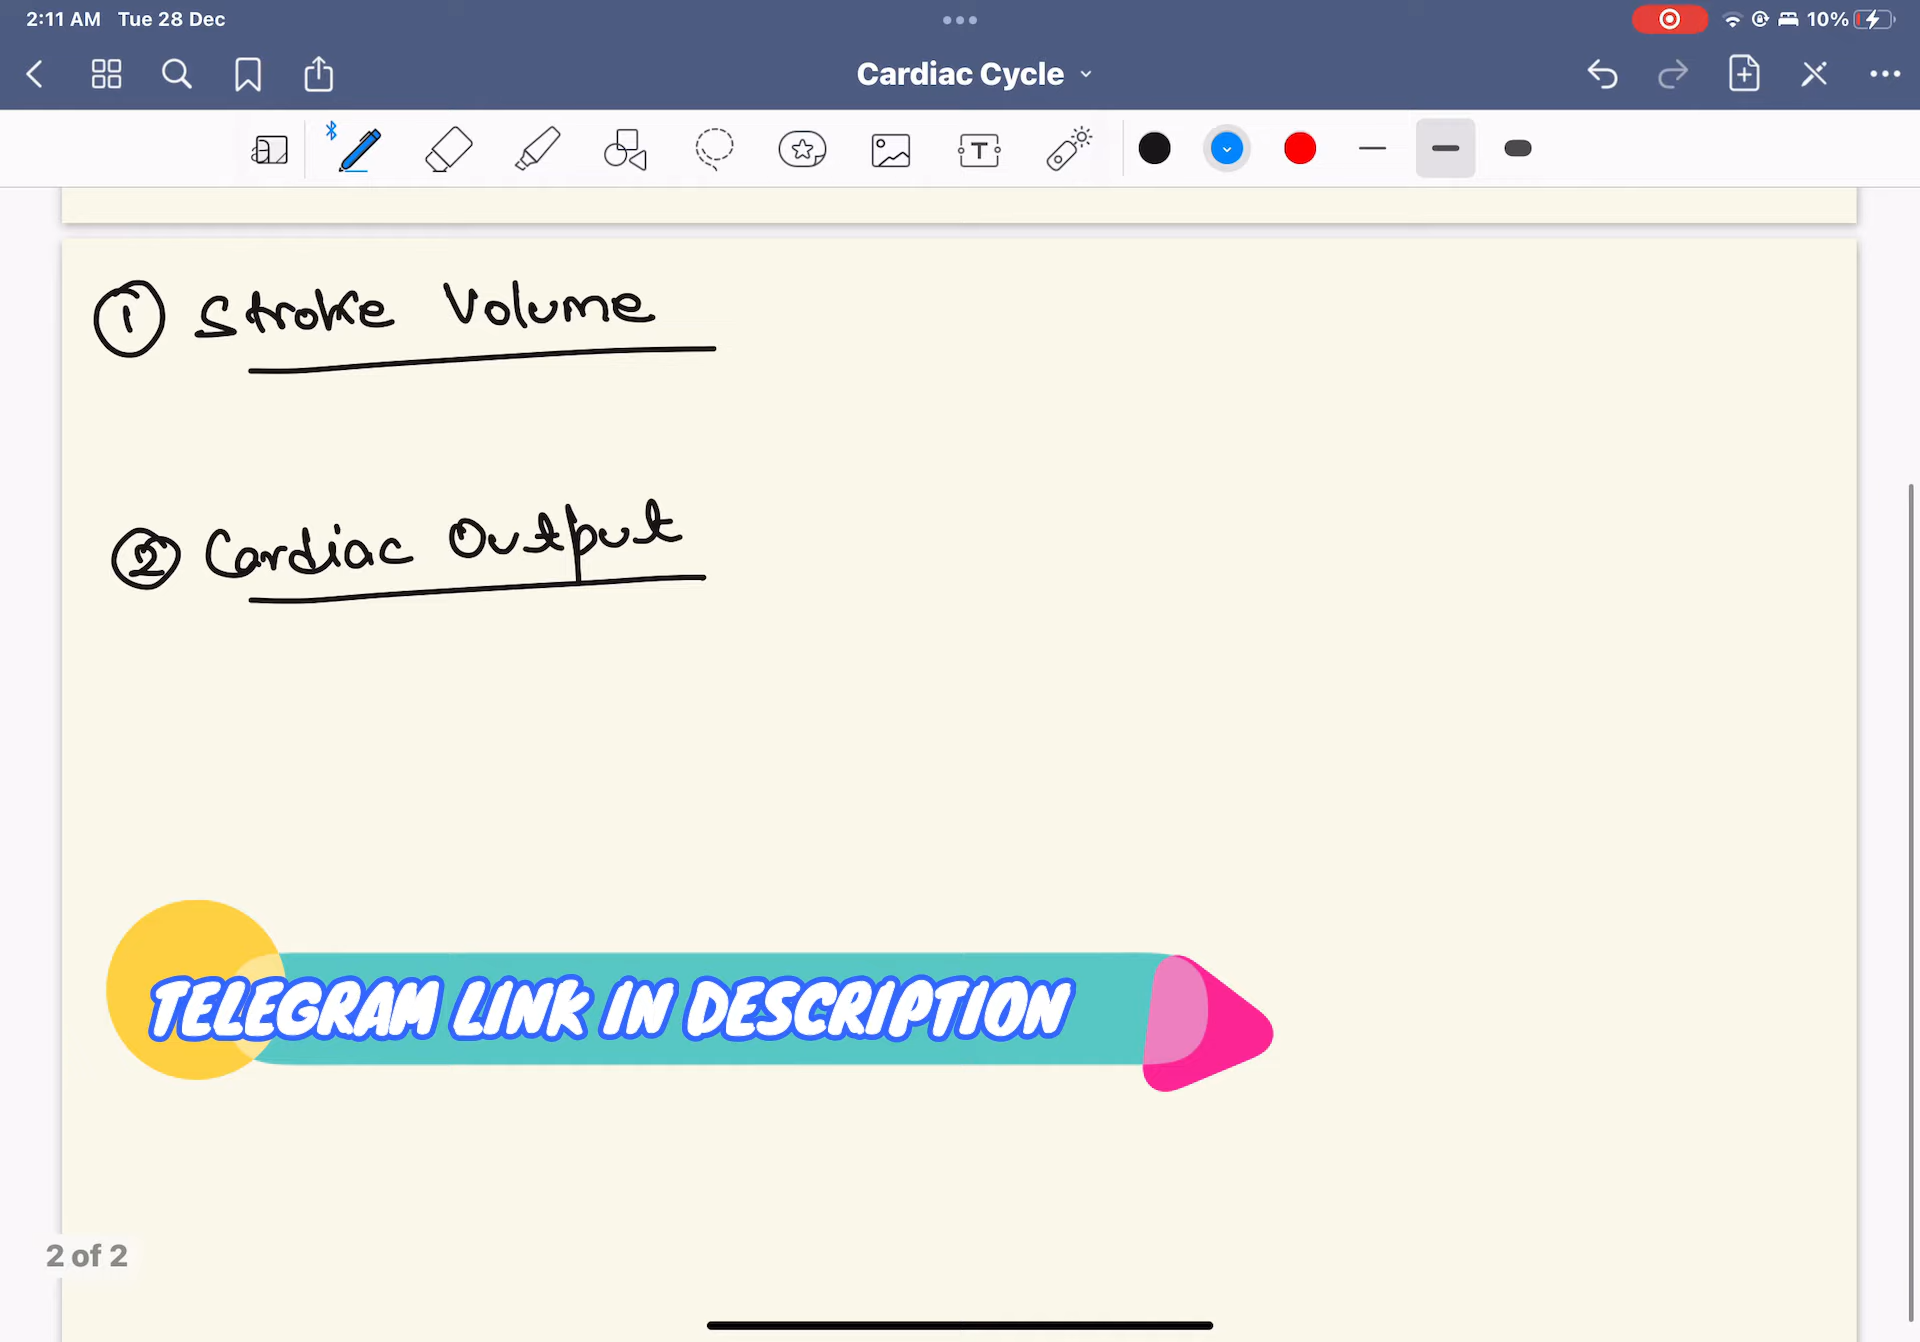 2:11 AM Tue 28 Dec
10%
Cardiac Cycle
① Stroke Volume
② Cardiac Output
TELEGRAM LINK IN DESCRIPTION
2 of 2